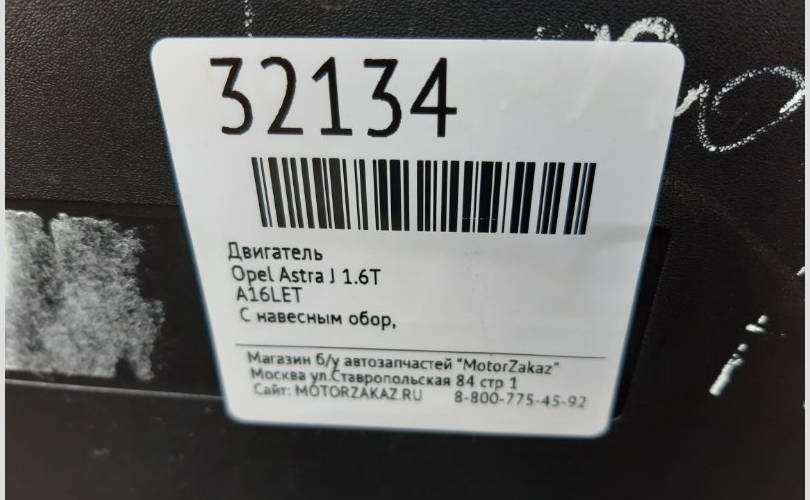 32134
Двигатель
Opel Astra J 1.6T
A16LET
С навесным обор,
Магазин б/у автозапчастей "MotorZakaz"
Москва ул.Ставропольская 84 стр 1
Сайт: MOTORZAKAZ.RU 8-800-775-45-92